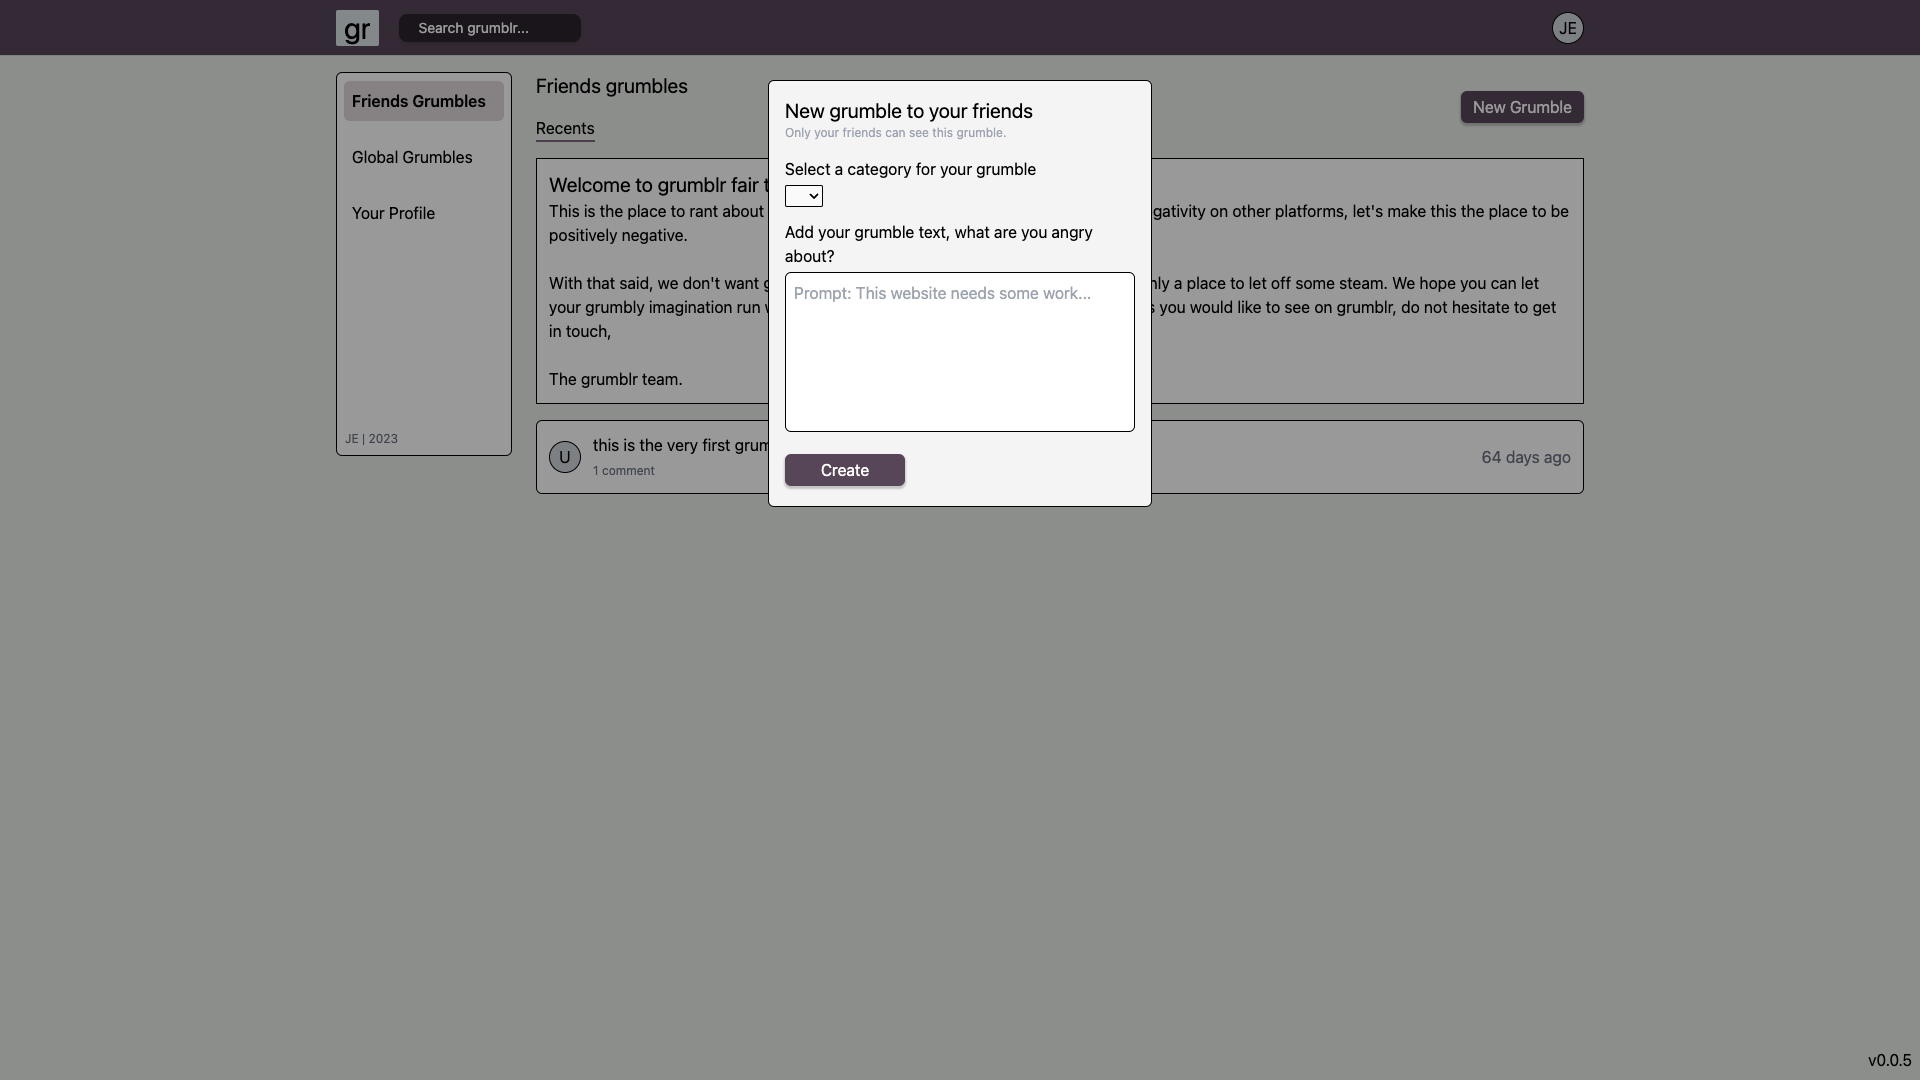 gr
Search grumblr...
JE
Friends Grumbles
Global Grumbles
Your Profile
JE | 2023
Friends grumbles
Recents
New Grumble
Welcome to grumblr fair
This is the place to rant about
gativity on other platforms, let's make this the place to be
positively negative.
With that said, we don't want
nly a place to let off some steam. We hope you can let
your grumbly imagination run
s you would like to see on grumblr, do not hesitate to get
in touch,
The grumblr team.
U
this is the very first grum
1 comment
64 days ago
New grumble to your friends
Only your friends can see this grumble.
Select a category for your grumble
Add your grumble text, what are you angry
about?
Prompt: This website needs some work...
Create
v0.0.5